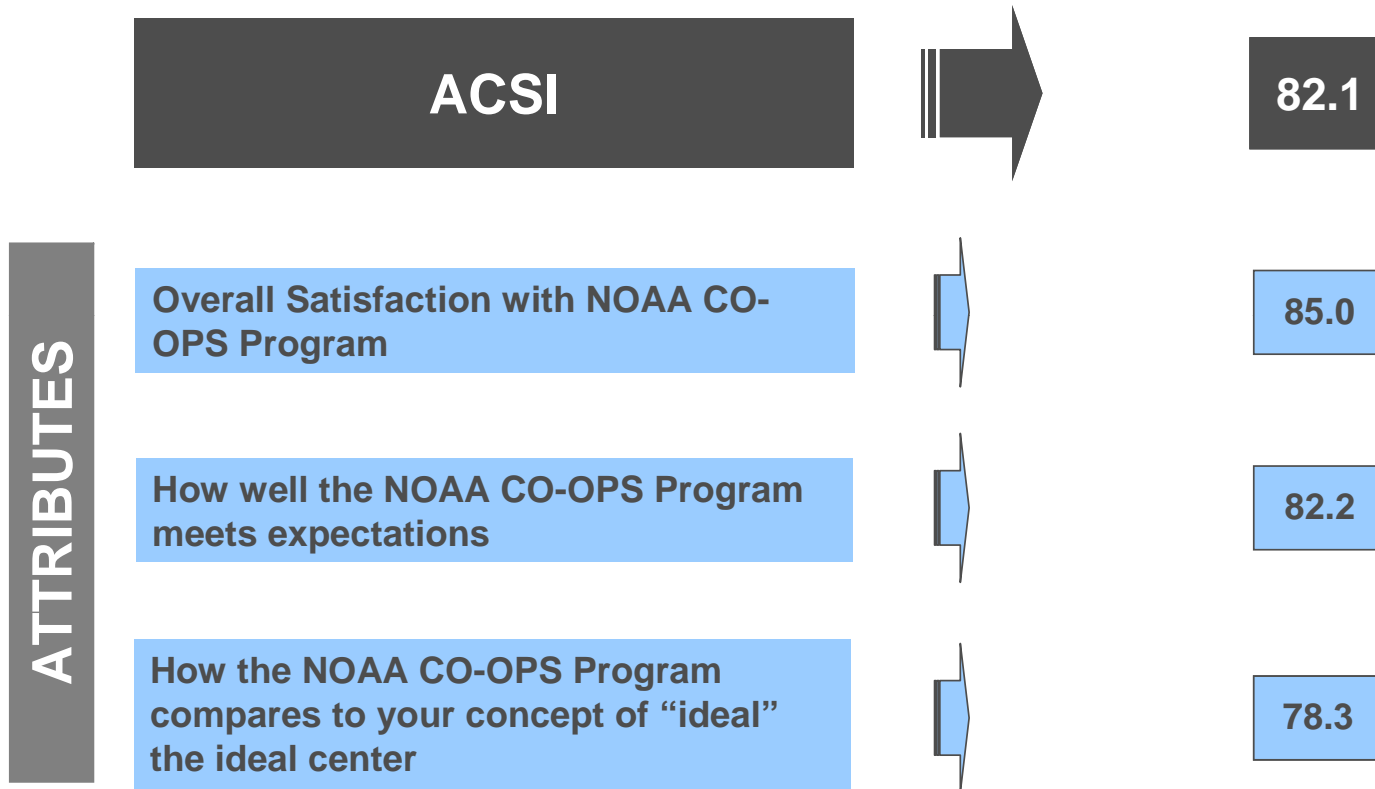 ACSI
82.1
ATTRIBUTES
Overall Satisfaction with NOAA CO-
OPS Program
85.0
How well the NOAA CO-OPS Program
meets expectations
82.2
How the NOAA CO-OPS Program
compares to your concept of “ideal”
the ideal center
78.3